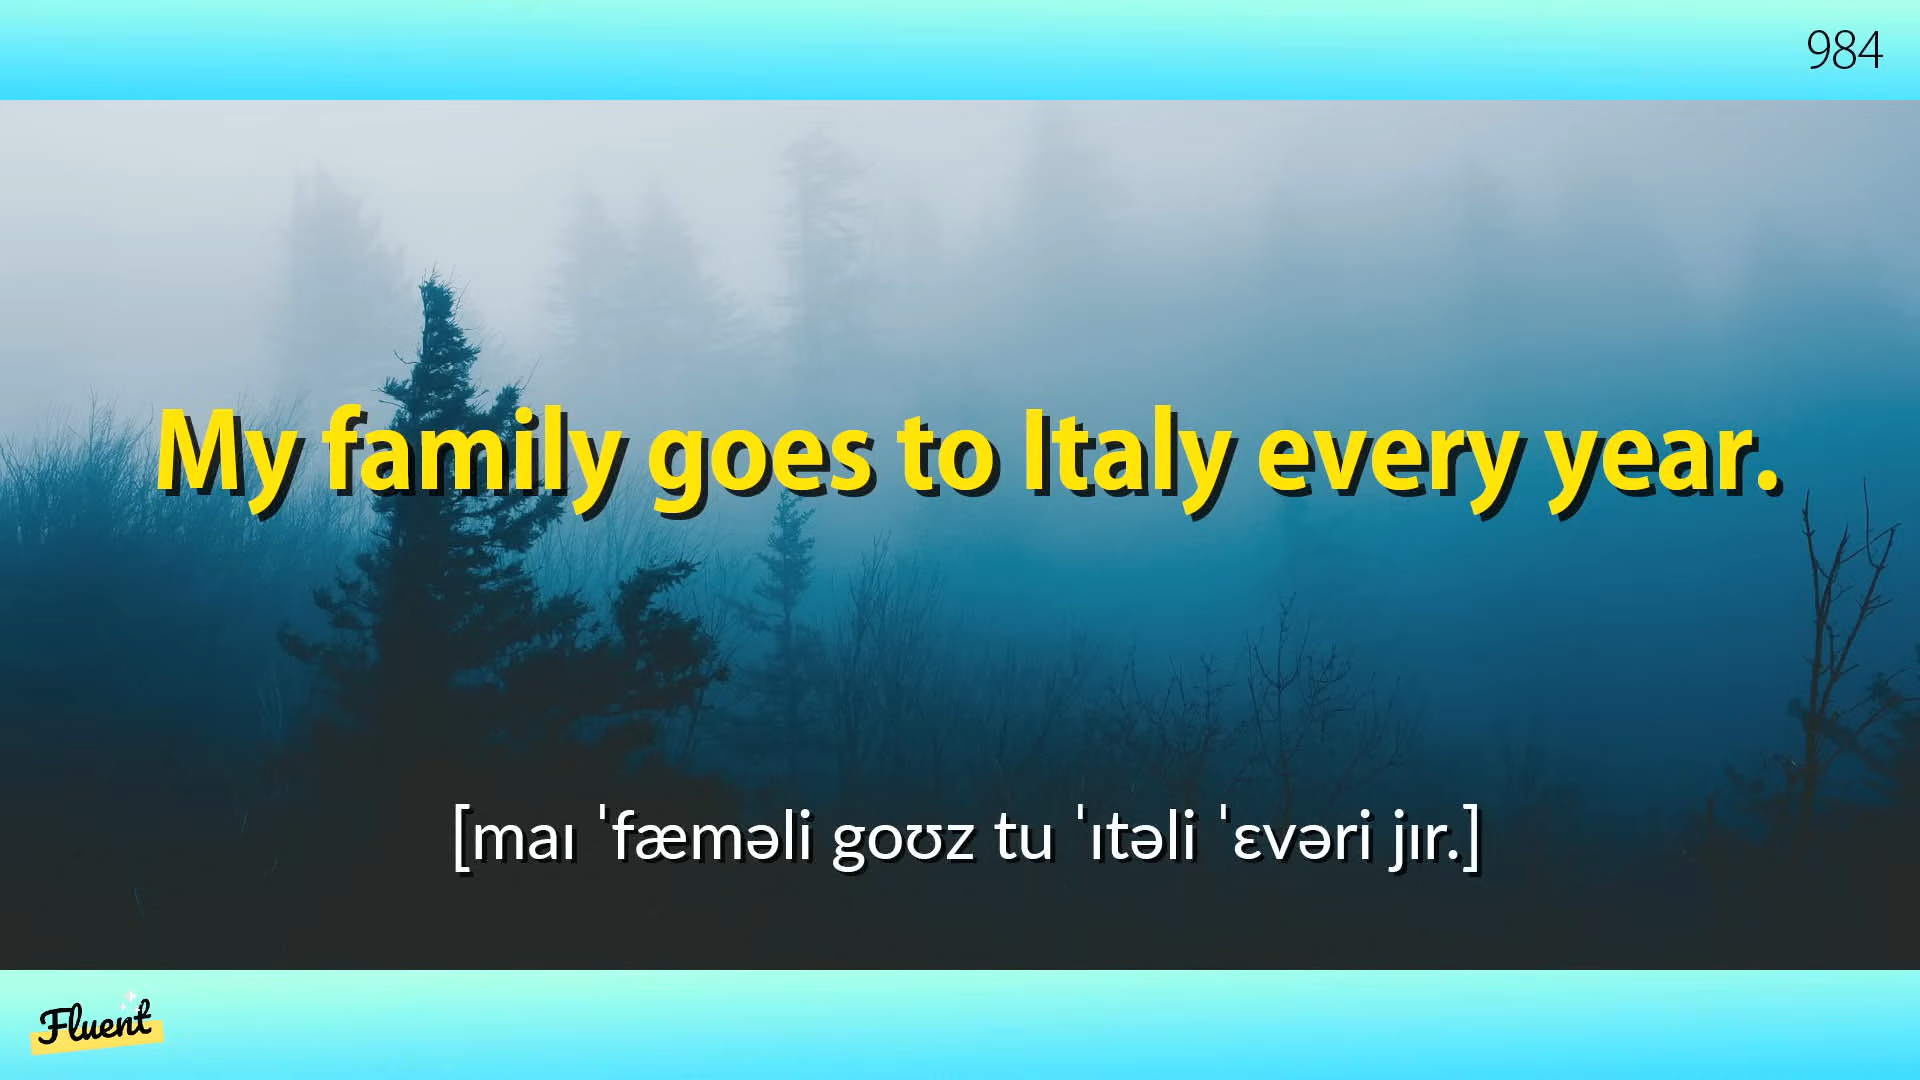 984
My family goes to Italy every year.
[maɪ ˈfæməli goʊz tu ˈɪtəli ˈɛvəri jɪr.]
Fluent